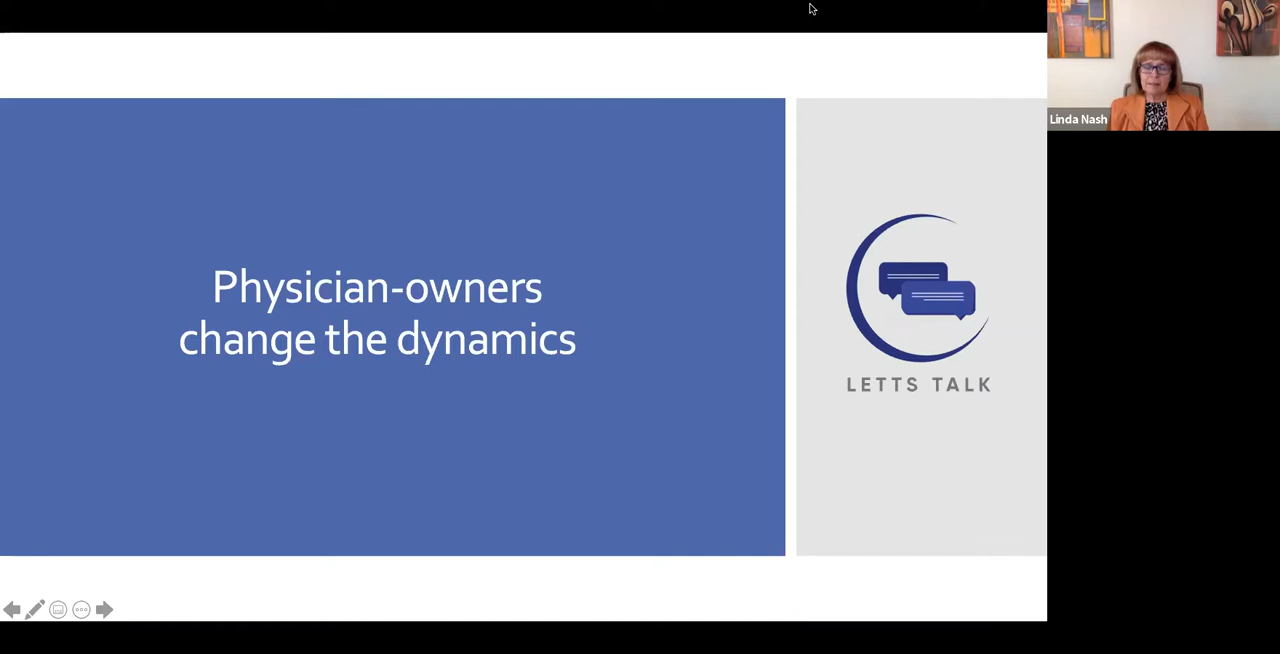 Physician-owners
change the dynamics
LETTS TALK
Linda Nash